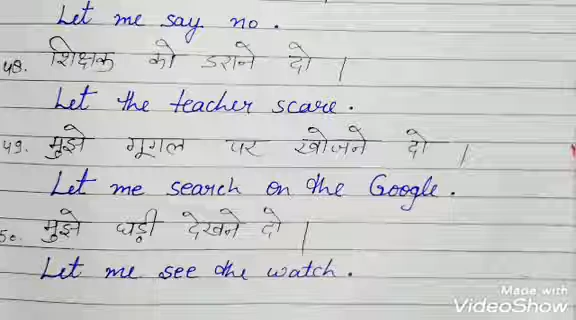 Let me say no.
48. शिक्षक को डराने दो |
Let the teacher scare.
49. मुझे गूगल पर खोजने दो |
Let me search on the Google.
50. मुझे घड़ी देखने दो |
Let me see the watch.
Made with
VideoShow